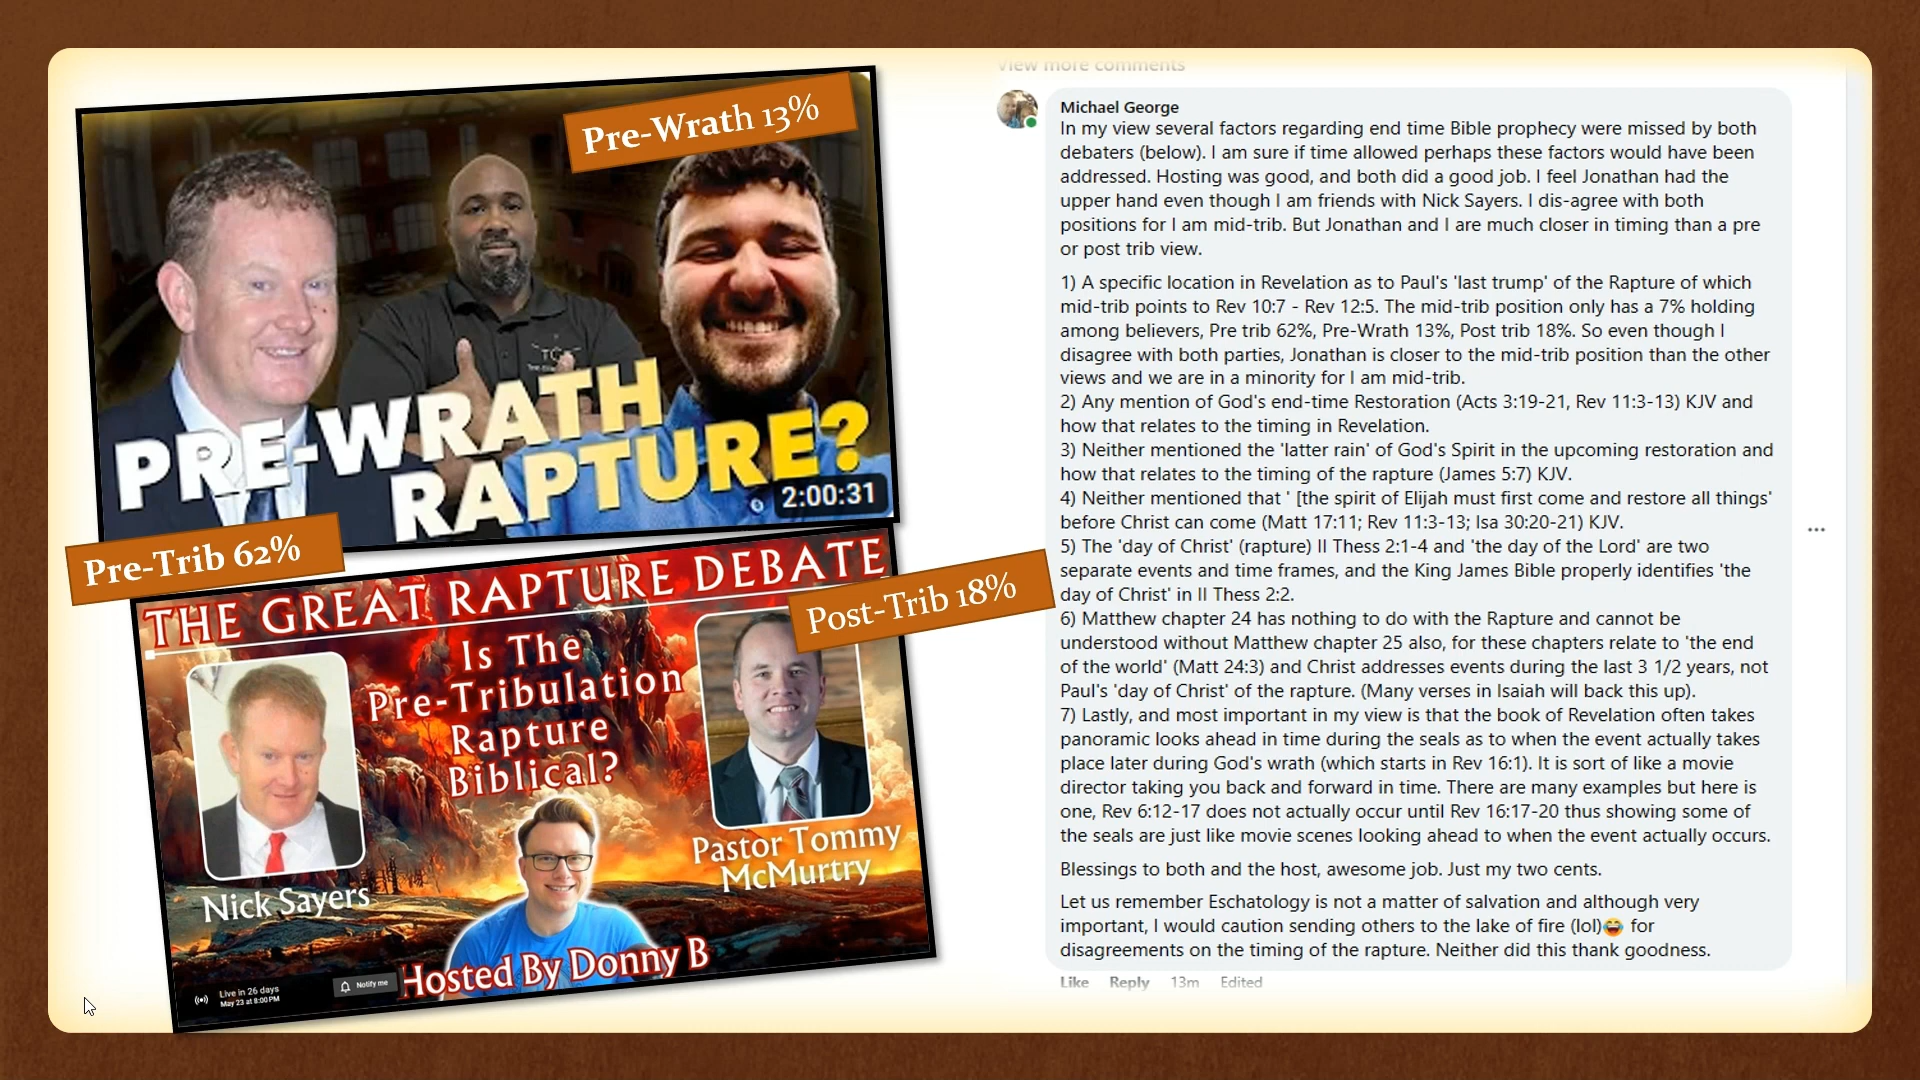 Pre-Wrath 13%
PRE-WRATH
RAPTURE?
2:00:31
Pre-Trib 62%
THE GREAT RAPTURE DEBATE
Post-Trib 18%
Is The
Pre-Tribulation
Rapture
Biblical?
Nick Sayers
Pastor Tommy
McMurtry
Hosted By Donny B
Live in 26 days
May 23 at 8:00 PM
Notify me
View more comments
Michael George
In my view several factors regarding end time Bible prophecy were missed by both
debaters (below). I am sure if time allowed perhaps these factors would have been
addressed. Hosting was good, and both did a good job. I feel Jonathan had the
upper hand even though I am friends with Nick Sayers. I dis-agree with both
positions for I am mid-trib. But Jonathan and I are much closer in timing than a pre
or post trib view.
1) A specific location in Revelation as to Paul's 'last trump' of the Rapture of which
mid-trib points to Rev 10:7 - Rev 12:5. The mid-trib position only has a 7% holding
among believers, Pre trib 62%, Pre-Wrath 13%, Post trib 18%. So even though I
disagree with both parties, Jonathan is closer to the mid-trib position than the other
views and we are in a minority for I am mid-trib.
2) Any mention of God's end-time Restoration (Acts 3:19-21, Rev 11:3-13) KJV and
how that relates to the timing in Revelation.
3) Neither mentioned the 'latter rain' of God's Spirit in the upcoming restoration and
how that relates to the timing of the rapture (James 5:7) KJV.
4) Neither mentioned that ' [the spirit of Elijah must first come and restore all things'
before Christ can come (Matt 17:11; Rev 11:3-13; Isa 30:20-21) KJV.
5) The 'day of Christ' (rapture) II Thess 2:1-4 and 'the day of the Lord' are two
separate events and time frames, and the King James Bible properly identifies 'the
day of Christ' in II Thess 2:2.
6) Matthew chapter 24 has nothing to do with the Rapture and cannot be
understood without Matthew chapter 25 also, for these chapters relate to 'the end
of the world' (Matt 24:3) and Christ addresses events during the last 3 1/2 years, not
Paul's 'day of Christ' of the rapture. (Many verses in Isaiah will back this up).
7) Lastly, and most important in my view is that the book of Revelation often takes
panoramic looks ahead in time during the seals as to when the event actually takes
place later during God's wrath (which starts in Rev 16:1). It is sort of like a movie
director taking you back and forward in time. There are many examples but here is
one, Rev 6:12-17 does not actually occur until Rev 16:17-20 thus showing some of
the seals are just like movie scenes looking ahead to when the event actually occurs.
Blessings to both and the host, awesome job. Just my two cents.
Let us remember Eschatology is not a matter of salvation and although very
important, I would caution sending others to the lake of fire (lol)😂 for
disagreements on the timing of the rapture. Neither did this thank goodness.
Like Reply 13m Edited